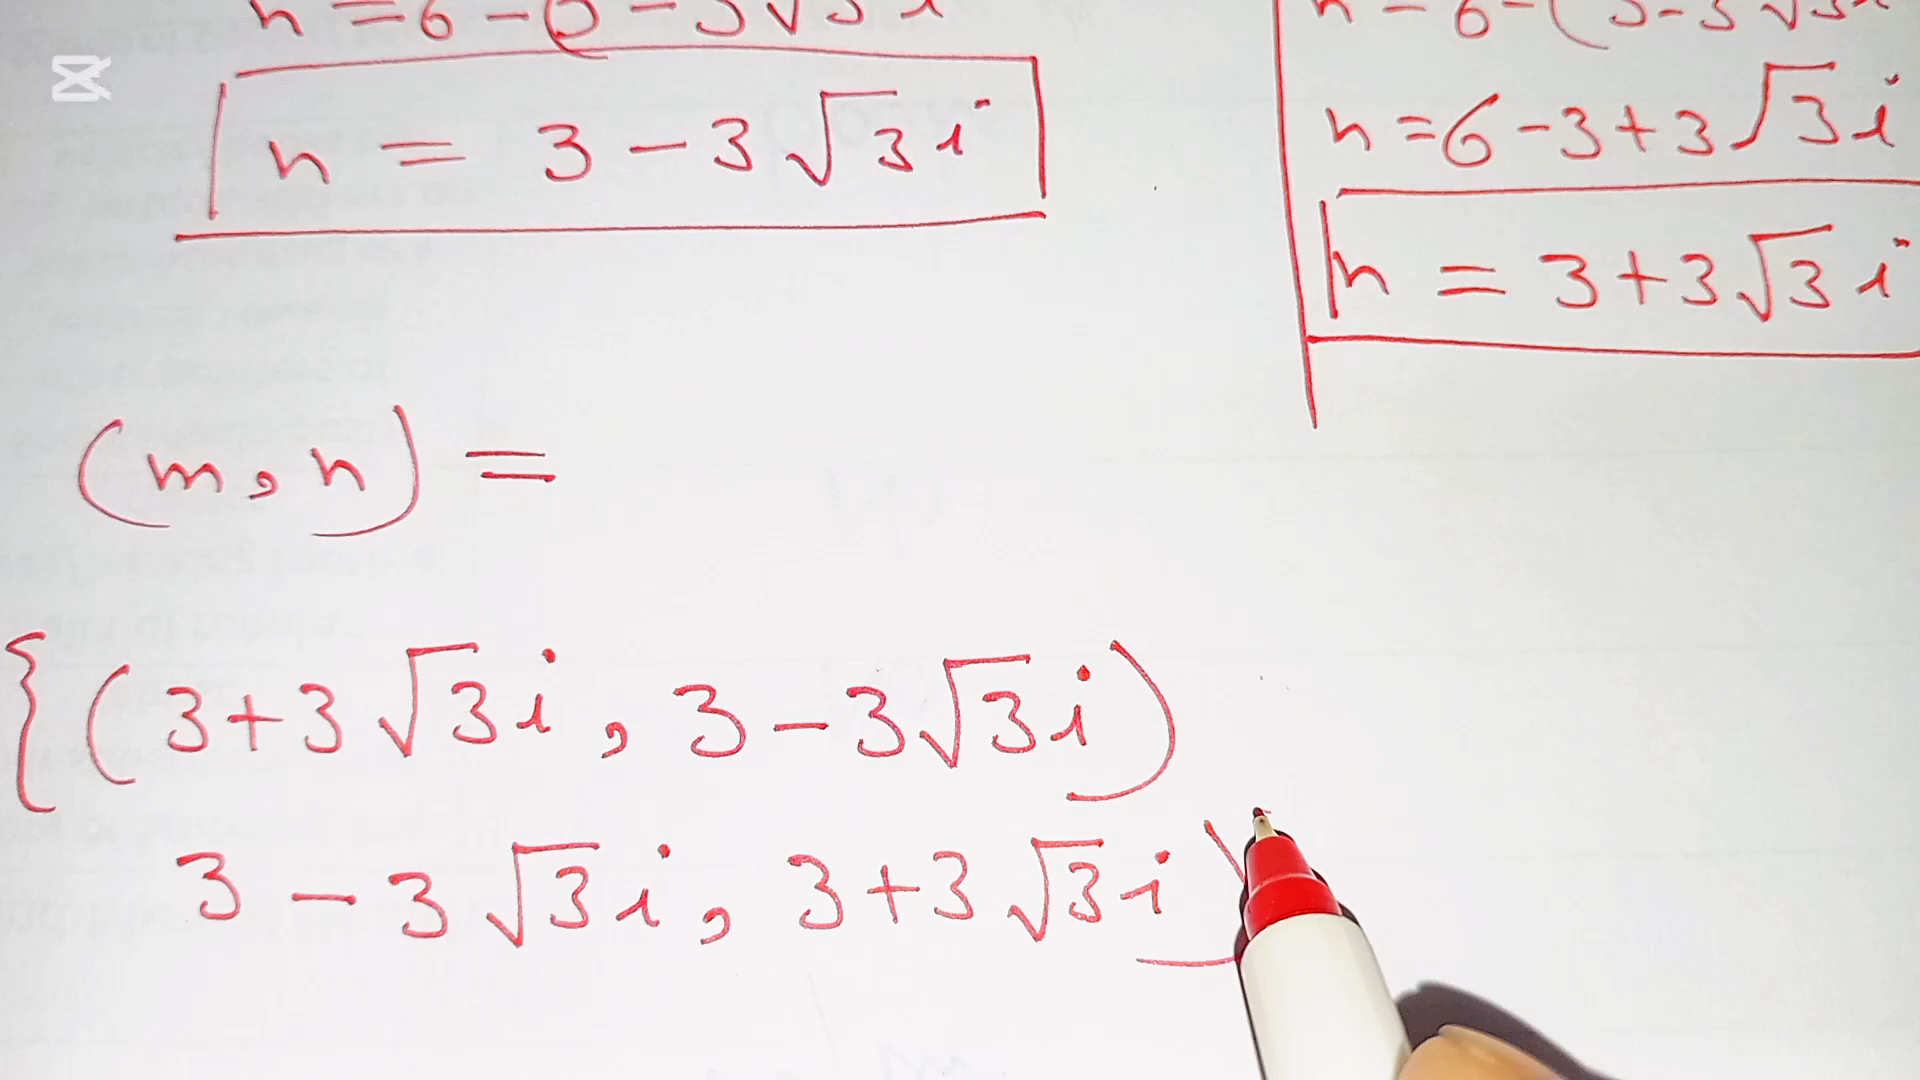 n = 3 - 3√3 i
n = 6 - 3 + 3√3 i
n = 3 + 3√3 i
(m, n) =
{ (3 + 3√3 i, 3 - 3√3 i)
3 - 3√3 i, 3 + 3√3 i )